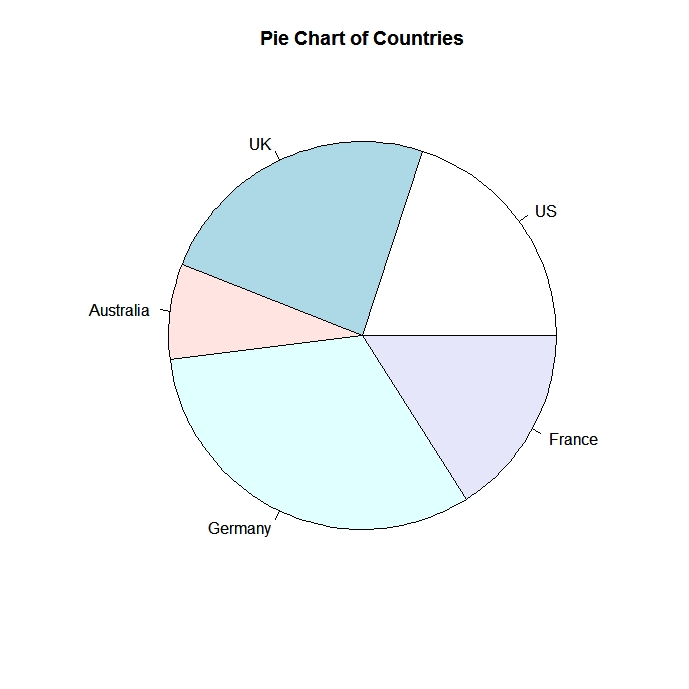 Pie Chart of Countries
UK
US
Australia
France
Germany